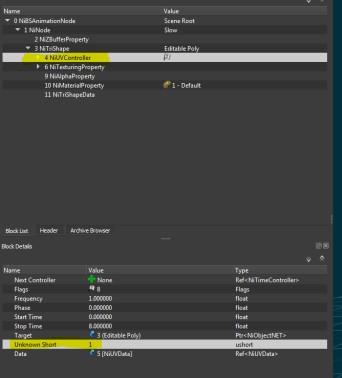 Name Value
0 NiBSAnimationNode Scene Root
1 NiNode Slow
2 NiZBufferProperty
3 NiTriShape Editable Poly
4 NiUVController
6 NiTexturingProperty
9 NiAlphaProperty
10 NiMaterialProperty 1 - Default
11 NiTriShapeData
Block List Header Archive Browser
Block Details
Name Value Type
Next Controller None Ref<NiTimeController>
Flags 8 Flags
Frequency 1.000000 float
Phase 0.000000 float
Start Time 0.000000 float
Stop Time 8.000000 float
Target 3 (Editable Poly) Ptr<NiObjectNET>
Unknown Short 1 ushort
Data 5 [NiUVData] Ref<NiUVData>